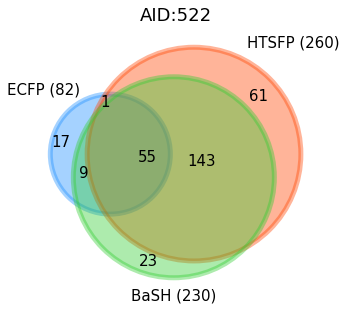 AID:522
HTSFP (260)
ECFP (82)
1
61
17
55
143
9
23
BaSH (230)